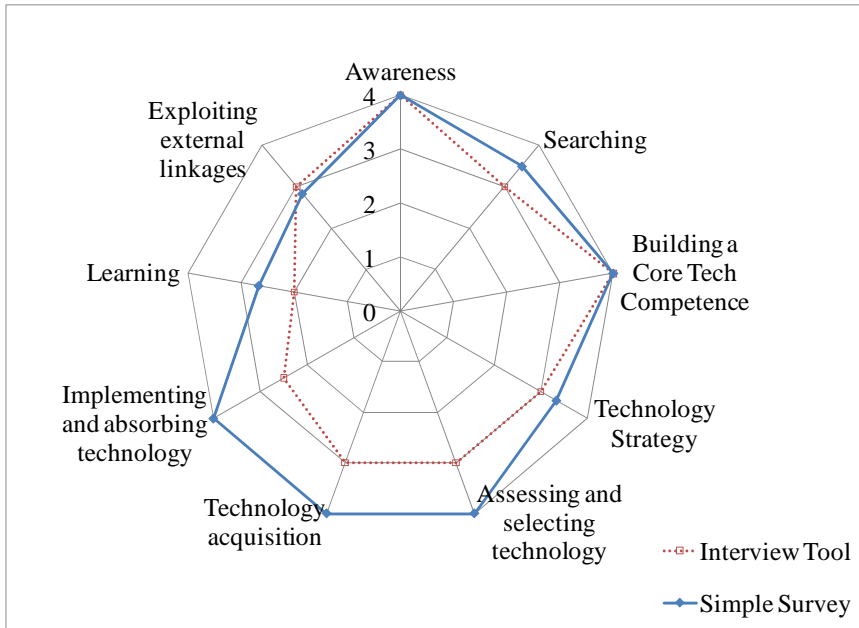 Awareness
Searching
Building a
Core Tech
Competence
Technology
Strategy
Assessing and
selecting
technology
Technology
acquisition
Implementing
and absorbing
technology
Learning
Exploiting
external
linkages
4
3
2
1
0
Interview Tool
Simple Survey